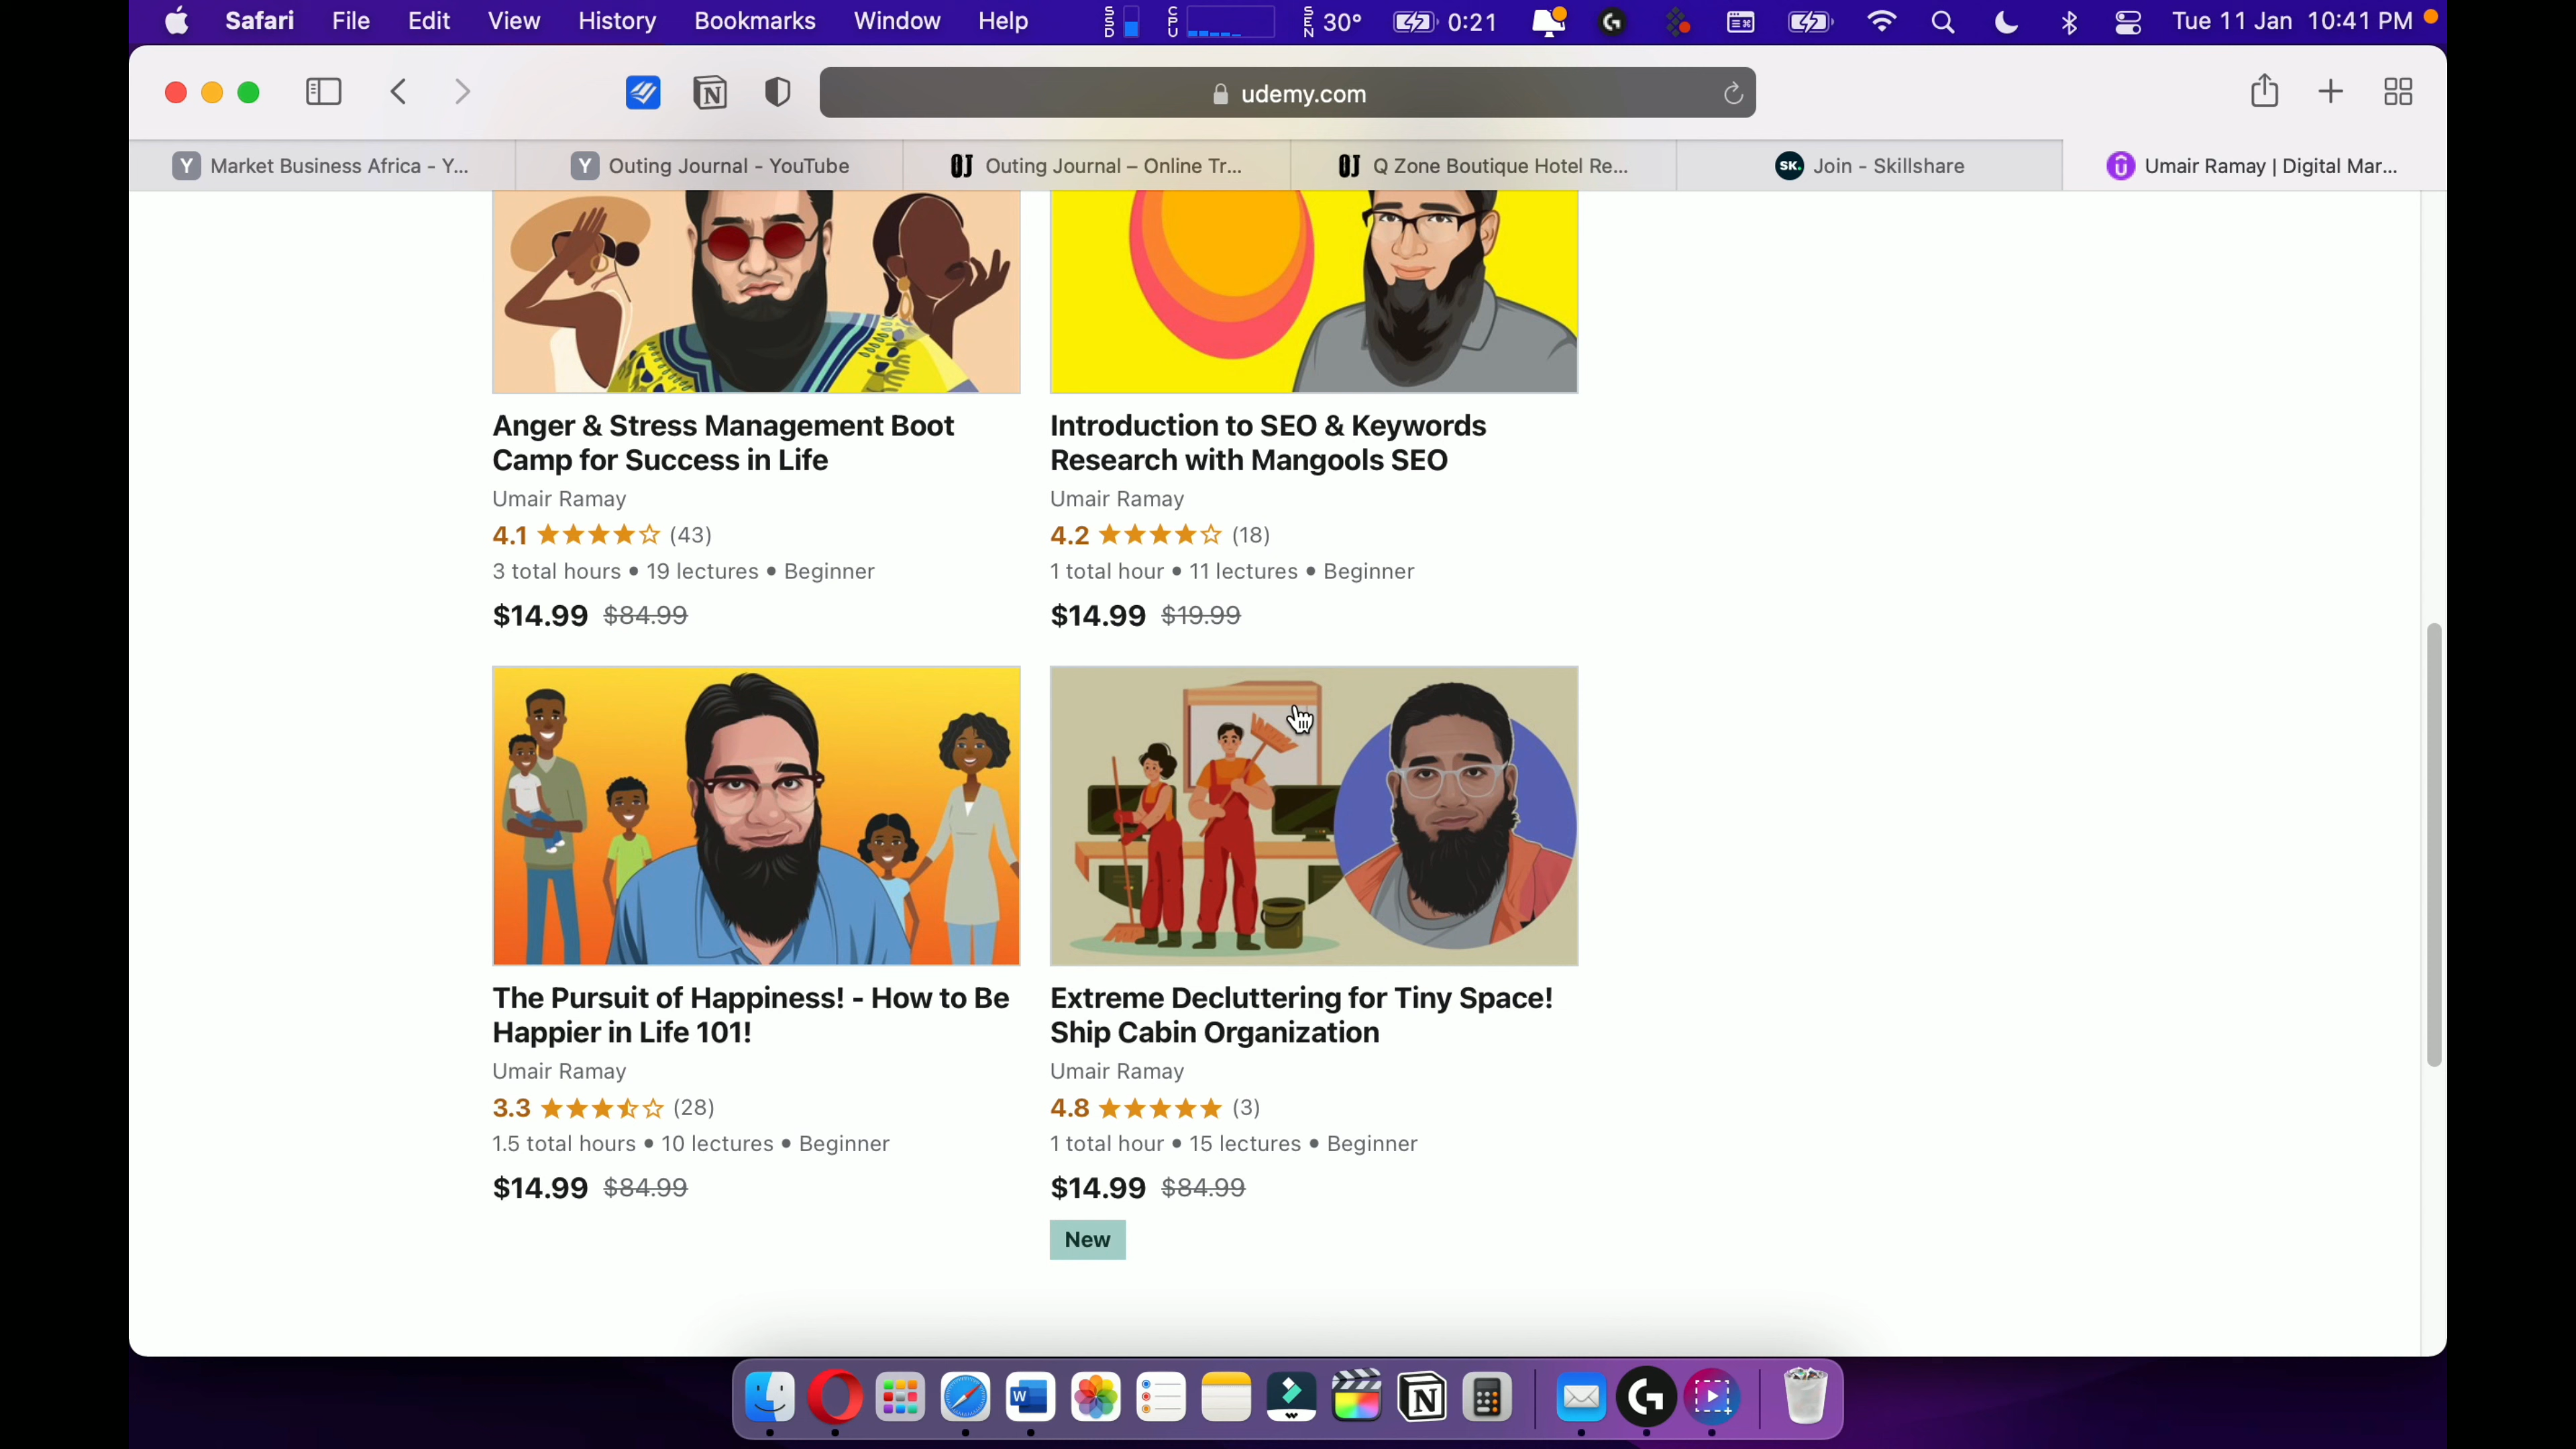 Safari File Edit View History Bookmarks Window Help SSD CPU SEN 30° 0:21 Tue 11 Jan 10:41 PM
udemy.com
Y Market Business Africa - Y... Y Outing Journal - YouTube OJ Outing Journal – Online Tr... OJ Q Zone Boutique Hotel Re... SK. Join - Skillshare Umair Ramay | Digital Mar...
Anger & Stress Management Boot
Camp for Success in Life
Umair Ramay
4.1 (43)
3 total hours • 19 lectures • Beginner
$14.99 $84.99
Introduction to SEO & Keywords
Research with Mangools SEO
Umair Ramay
4.2 (18)
1 total hour • 11 lectures • Beginner
$14.99 $19.99
The Pursuit of Happiness! - How to Be
Happier in Life 101!
Umair Ramay
3.3 (28)
1.5 total hours • 10 lectures • Beginner
$14.99 $84.99
Extreme Decluttering for Tiny Space!
Ship Cabin Organization
Umair Ramay
4.8 (3)
1 total hour • 15 lectures • Beginner
$14.99 $84.99
New